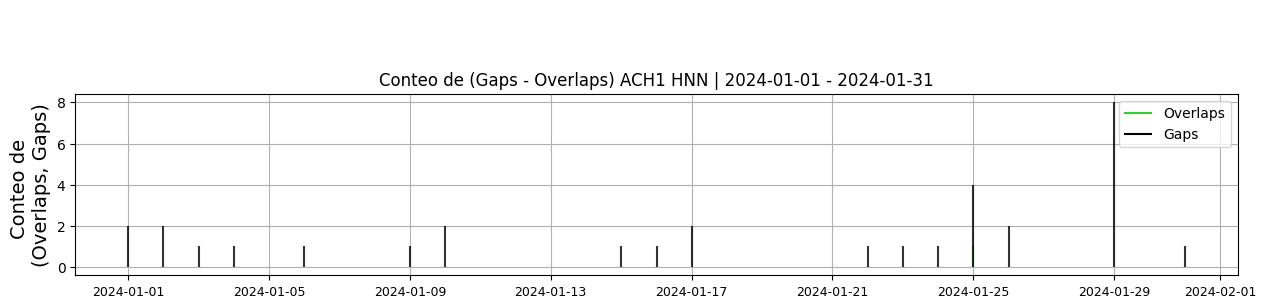 Conteo de (Gaps - Overlaps) ACH1 HNN | 2024-01-01 - 2024-01-31
Conteo de
(Overlaps, Gaps)
8
6
4
2
0
Overlaps
Gaps
2024-01-01
2024-01-05
2024-01-09
2024-01-13
2024-01-17
2024-01-21
2024-01-25
2024-01-29
2024-02-01